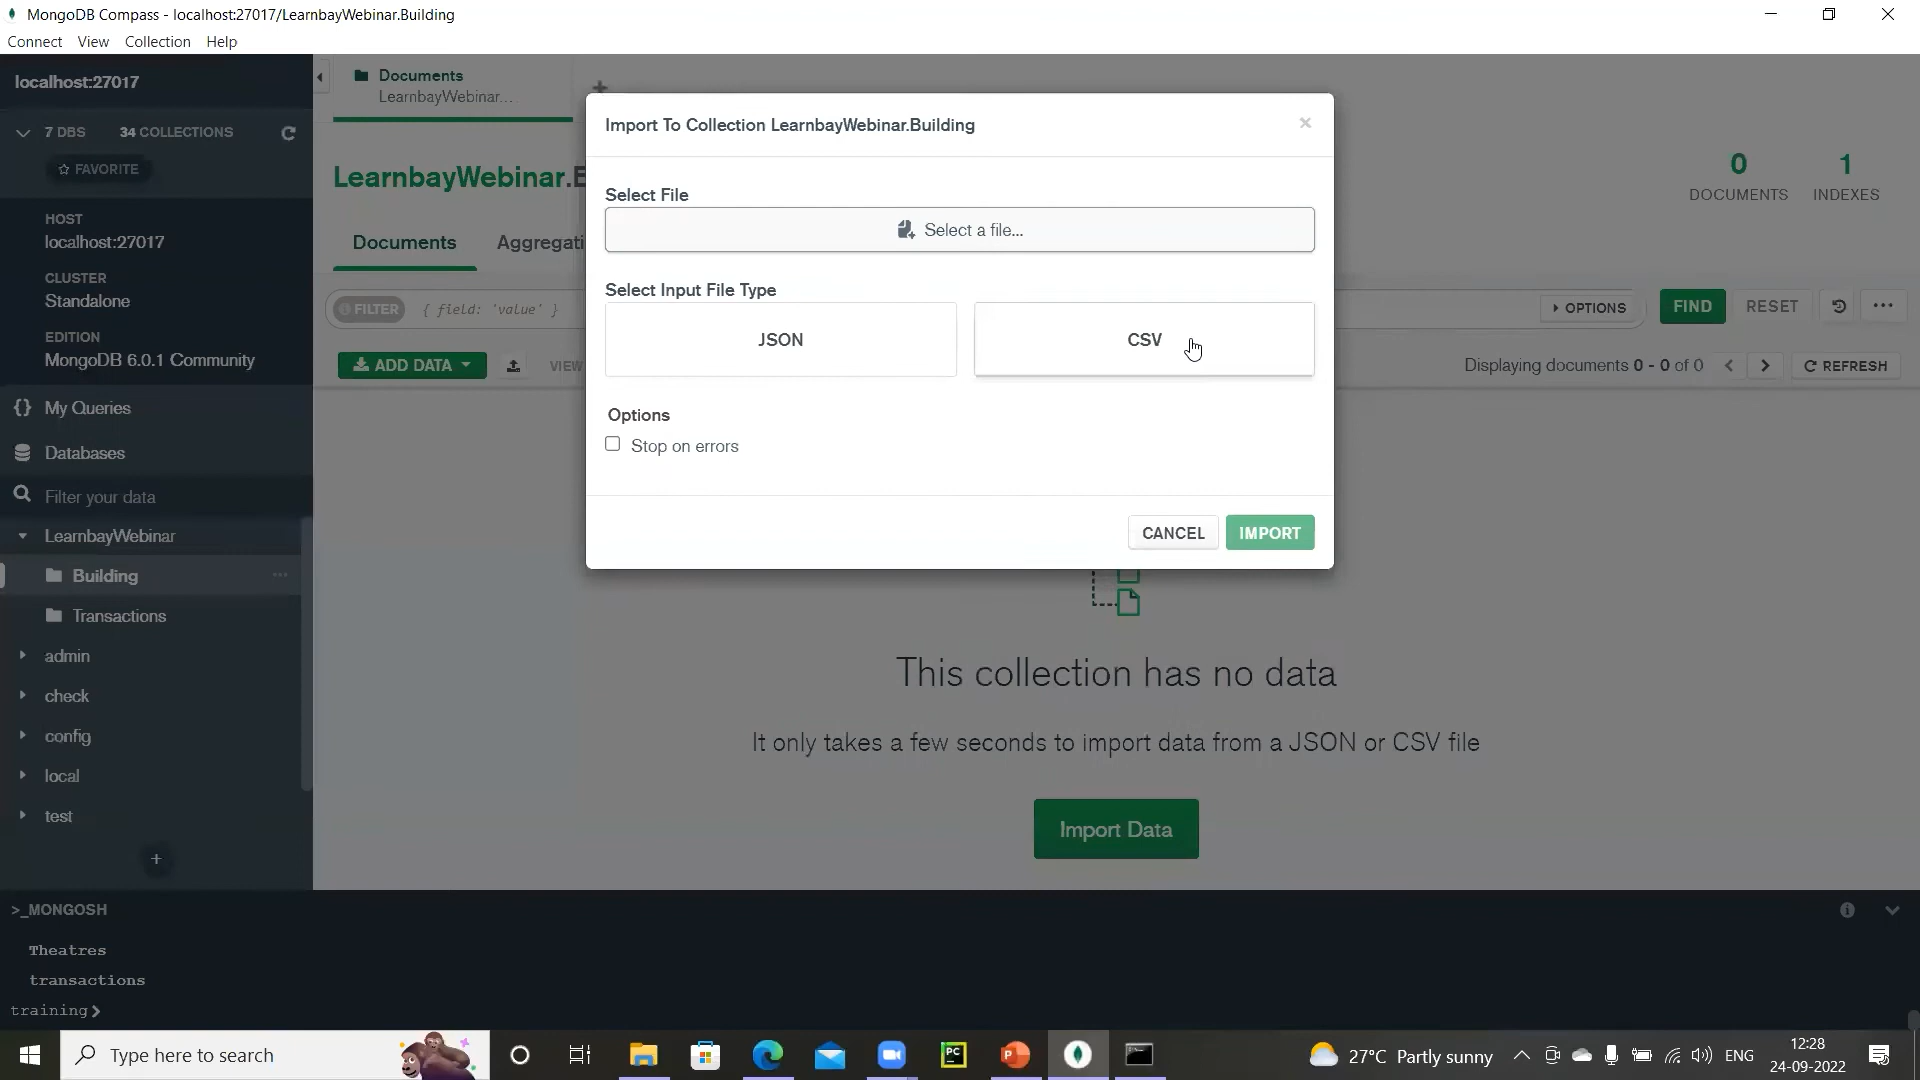 MongoDB Compass - localhost:27017/LearnbayWebinar.Building
Connect View Collection Help
localhost:27017
7 DBS 34 COLLECTIONS
FAVORITE
HOST
localhost:27017
CLUSTER
Standalone
EDITION
MongoDB 6.0.1 Community
{} My Queries
Databases
Filter your data
LearnbayWebinar
Building ...
Transactions
admin
check
config
local
test
+
Documents
LearnbayWebinar....
+
LearnbayWebinar.
0
DOCUMENTS
1
INDEXES
Documents Aggregati
FILTER { field: 'value' }
OPTIONS FIND RESET ...
ADD DATA VIEW
Displaying documents 0 - 0 of 0 < > REFRESH
Import To Collection LearnbayWebinar.Building ×
Select File
Select a file...
Select Input File Type
JSON CSV
Options
Stop on errors
CANCEL IMPORT
This collection has no data
It only takes a few seconds to import data from a JSON or CSV file
Import Data
>_MONGOSH
Theatres
transactions
training>
Type here to search
PC
27°C Partly sunny
ENG
12:28
24-09-2022